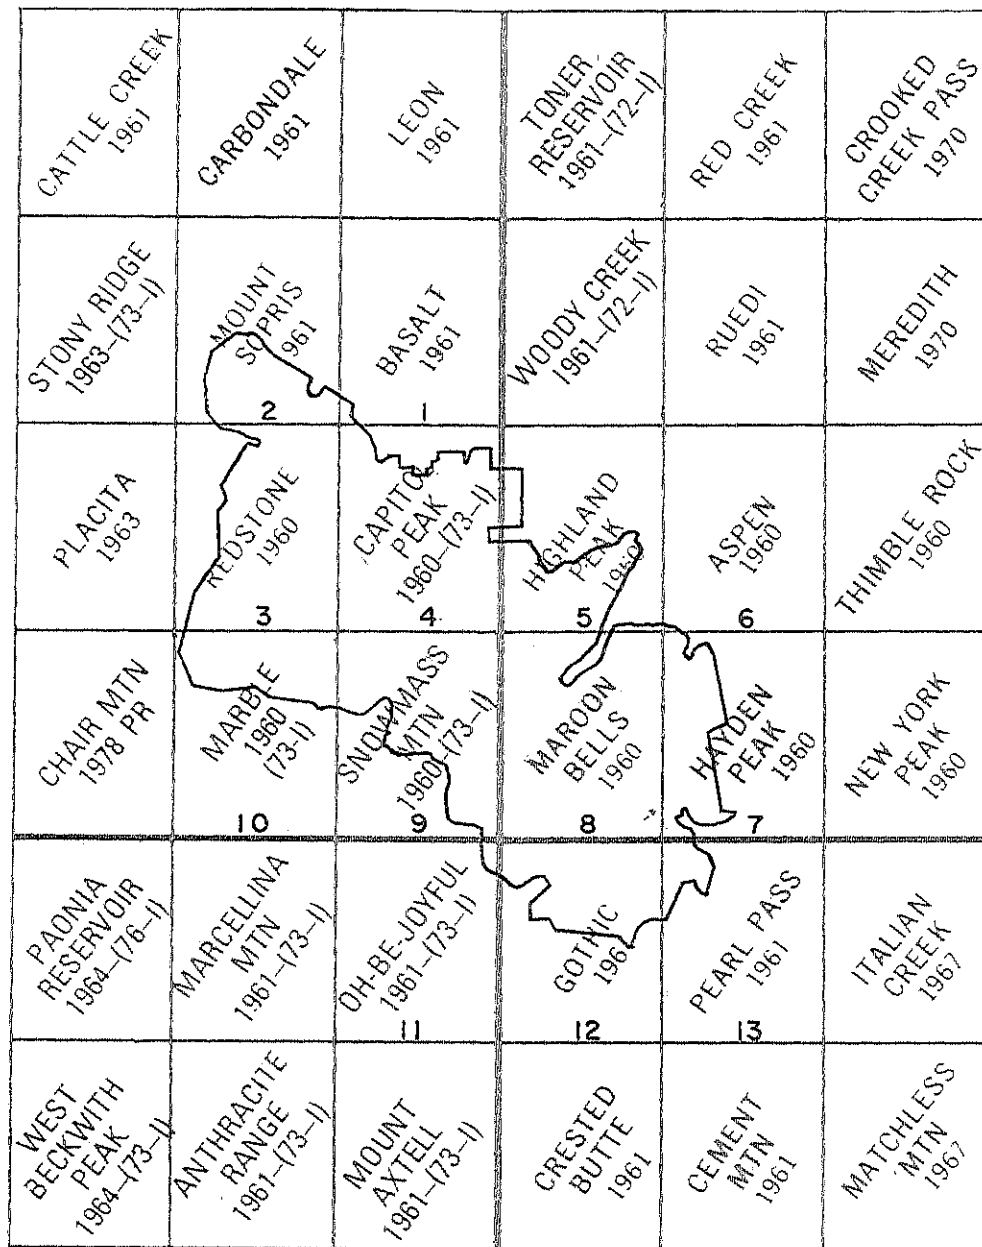 CATTLE CREEK
1961
CARBONDALE
1961
LEON
1961
TONER
RESERVOIR
1961-(72-I)
RED CREEK
1961
CROOKED
CREEK PASS
1970
STONY RIDGE
1963-(73-I)
MOUNT
SOPRIS
961
2
BASALT
1961
1
WOODY CREEK
1961-(72-I)
RUEDI
1961
MEREDITH
1970
PLACITA
1963
REDSTONE
1960
3
CAPITOL
PEAK
1960-(73-I)
4
HIGHLAND
PEAK
1960
5
ASPEN
1960
6
THIMBLE ROCK
1960
CHAIR MTN
1978 PR
MARBLE
1960
(73-I)
10
SNOWMASS
MTN
1960-(73-I)
9
MAROON
BELLS
1960
8
HAYDEN
PEAK
1960
7
NEW YORK
PEAK
1960
PAONIA
RESERVOIR
1964-(76-I)
MARCELLINA
MTN
1961-(73-I)
OH-BE-JOYFUL
1961-(73-I)
11
GOTHIC
1961
12
PEARL PASS
1961
13
ITALIAN
CREEK
1967
WEST
BECKWITH
PEAK
1964-(73-I)
ANTHRACITE
RANGE
1961-(73-I)
MOUNT
AXTELL
1961-(73-I)
CRESTED
BUTTE
1961
CEMENT
MTN
1961
MATCHLESS
MTN
1967